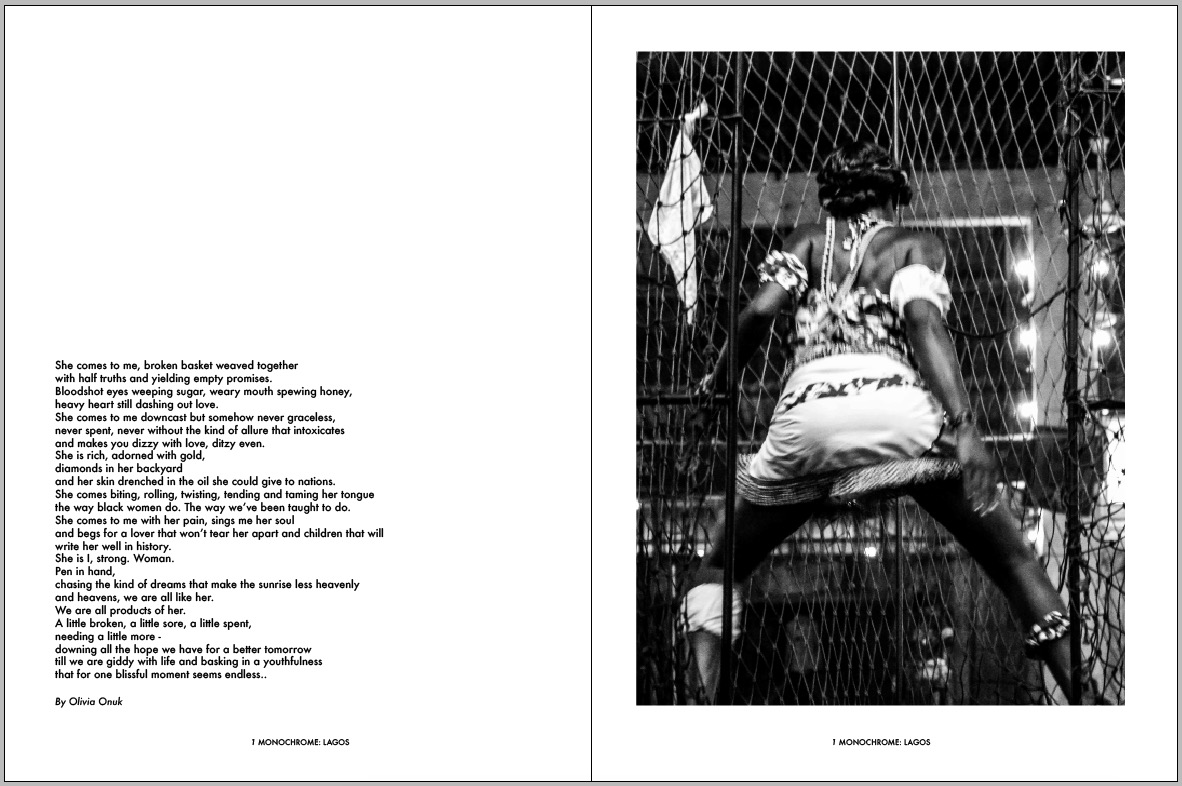 She comes to me, broken basket weaved together
with half truths and yielding empty promises.
Bloodshot eyes weeping sugar, weary mouth spewing honey,
heavy heart still dashing out love.
She comes to me downcast but somehow never graceless,
never spent, never without the kind of allure that intoxicates
and makes you dizzy with love, ditzy even.
She is rich, adorned with gold,
diamonds in her backyard
and her skin drenched in the oil she could give to nations.
She comes biting, rolling, twisting, tending and taming her tongue
the way black women do. The way we've been taught to do.
She comes to me with her pain, sings me her soul
and begs for a lover that won't tear her apart and children that will
write her well in history.
She is I, strong. Woman.
Pen in hand,
chasing the kind of dreams that make the sunrise less heavenly
and heavens, we are all like her.
We are all products of her.
A little broken, a little sore, a little spent,
needing a little more -
downing all the hope we have for a better tomorrow
till we are giddy with life and basking in a youthfulness
that for one blissful moment seems endless..
By Olivia Onuk
1 MONOCHROME: LAGOS
1 MONOCHROME: LAGOS